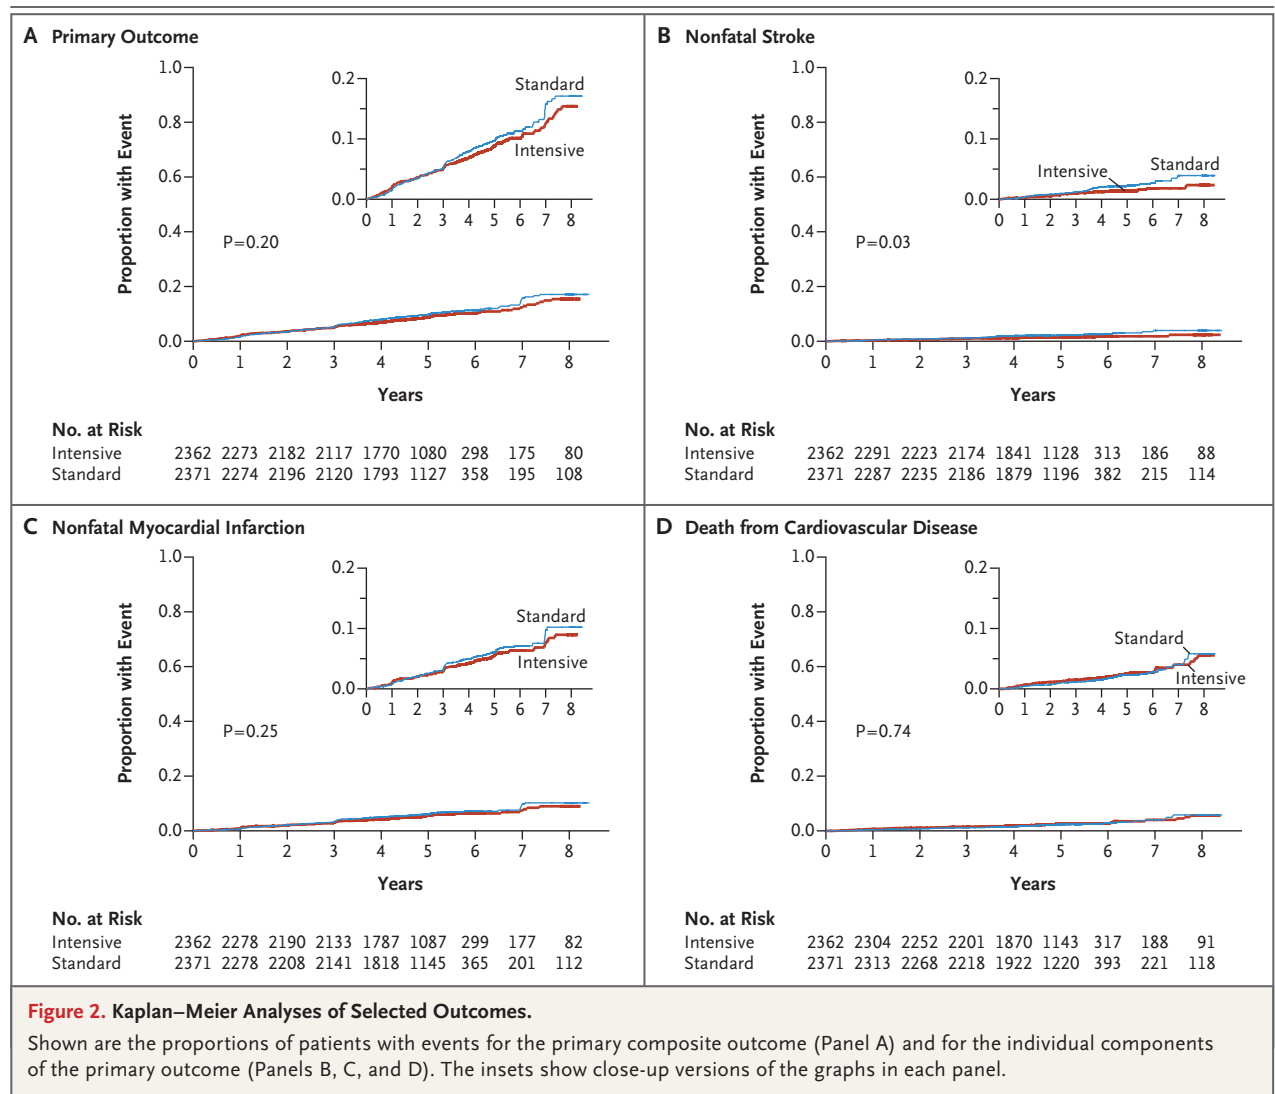 A Primary Outcome
1.0
0.8
0.6
0.4
0.2
0.0
Proportion with Event
0 1 2 3 4 5 6 7 8
Years
0.2
0.1
0.0
0 1 2 3 4 5 6 7 8
Standard
Intensive
P=0.20
No. at Risk
Intensive 2362 2273 2182 2117 1770 1080 298 175 80
Standard 2371 2274 2196 2120 1793 1127 358 195 108
B Nonfatal Stroke
1.0
0.8
0.6
0.4
0.2
0.0
Proportion with Event
0 1 2 3 4 5 6 7 8
Years
0.2
0.1
0.0
0 1 2 3 4 5 6 7 8
Standard
Intensive
P=0.03
No. at Risk
Intensive 2362 2291 2223 2174 1841 1128 313 186 88
Standard 2371 2287 2235 2186 1879 1196 382 215 114
C Nonfatal Myocardial Infarction
1.0
0.8
0.6
0.4
0.2
0.0
Proportion with Event
0 1 2 3 4 5 6 7 8
Years
0.2
0.1
0.0
0 1 2 3 4 5 6 7 8
Standard
Intensive
P=0.25
No. at Risk
Intensive 2362 2278 2190 2133 1787 1087 299 177 82
Standard 2371 2278 2208 2141 1818 1145 365 201 112
D Death from Cardiovascular Disease
1.0
0.8
0.6
0.4
0.2
0.0
Proportion with Event
0 1 2 3 4 5 6 7 8
Years
0.2
0.1
0.0
0 1 2 3 4 5 6 7 8
Standard
Intensive
P=0.74
No. at Risk
Intensive 2362 2304 2252 2201 1870 1143 317 188 91
Standard 2371 2313 2268 2218 1922 1220 393 221 118
Figure 2. Kaplan–Meier Analyses of Selected Outcomes.
Shown are the proportions of patients with events for the primary composite outcome (Panel A) and for the individual components
of the primary outcome (Panels B, C, and D). The insets show close-up versions of the graphs in each panel.